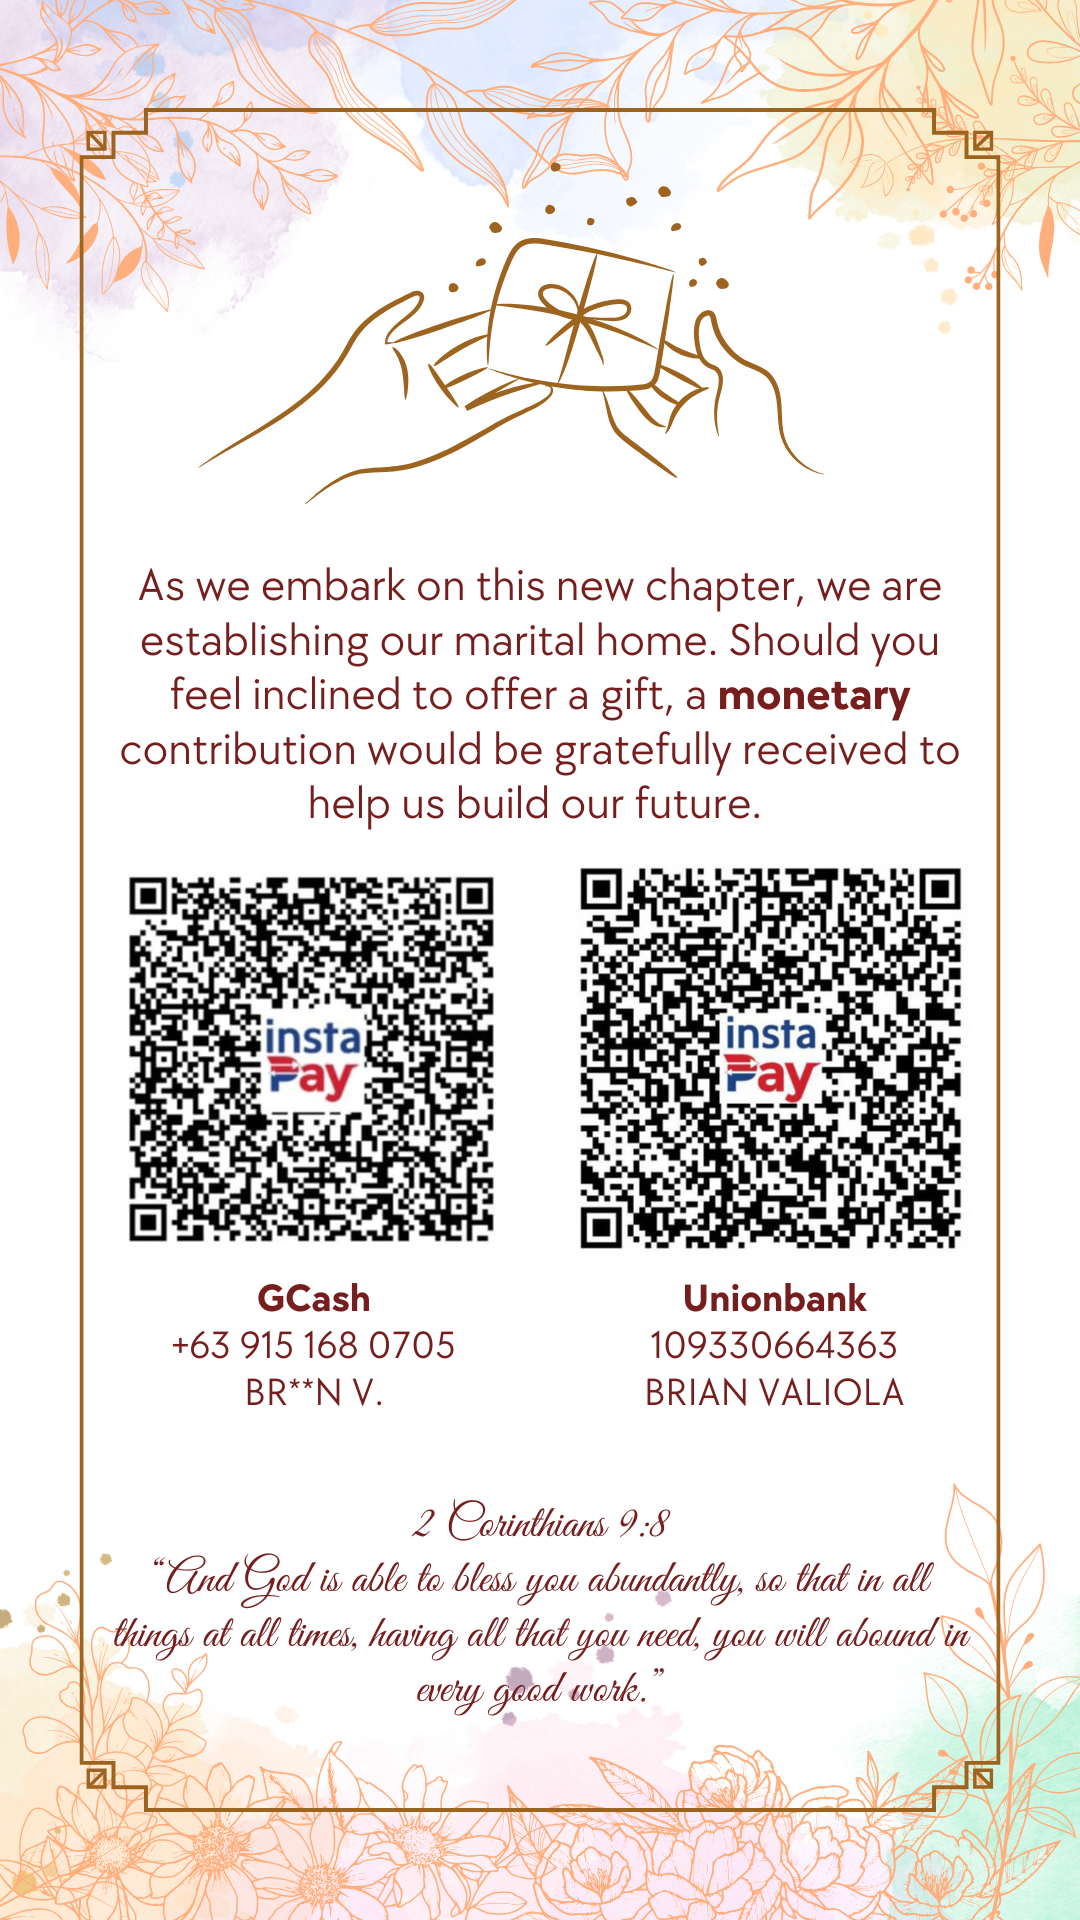 As we embark on this new chapter, we are
establishing our marital home. Should you
feel inclined to offer a gift, a monetary
contribution would be gratefully received to
help us build our future.
insta
Pay
insta
Pay
GCash
+63 915 168 0705
BR**N V.
Unionbank
109330664363
BRIAN VALIOLA
2 Corinthians 9:8
“And God is able to bless you abundantly, so that in all
things at all times, having all that you need, you will abound in
every good work.”